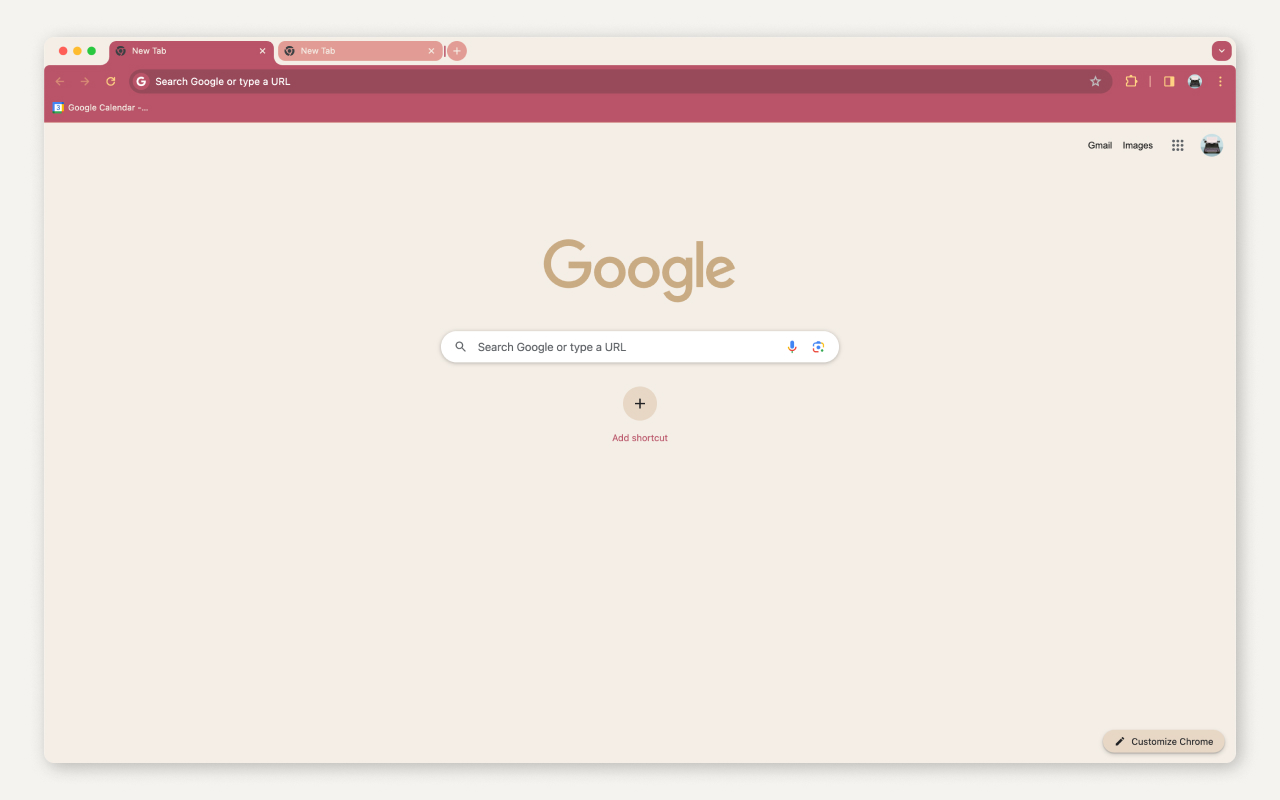 New Tab
New Tab
Search Google or type a URL
3 Google Calendar -...
Gmail Images
Google
Search Google or type a URL
Add shortcut
Customize Chrome